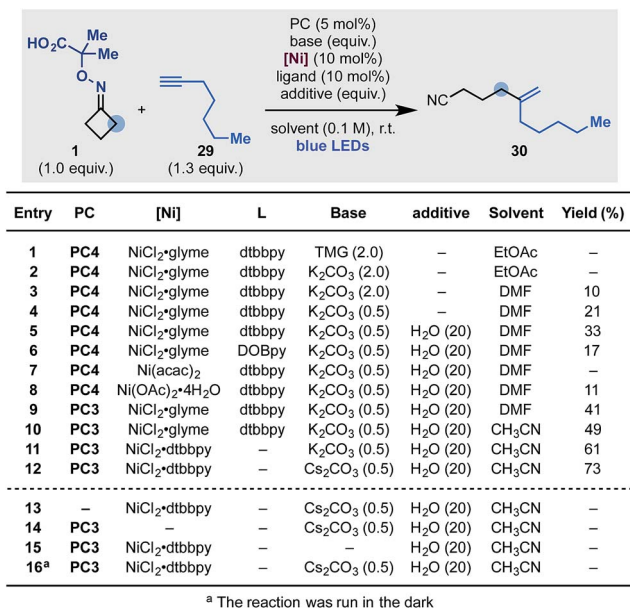 HO₂C
Me
Me
O
N
1
(1.0 equiv.)
+
Me
29
(1.3 equiv.)
PC (5 mol%)
base (equiv.)
[Ni] (10 mol%)
ligand (10 mol%)
additive (equiv.)
solvent (0.1 M), r.t.
blue LEDs
NC
Me
30
Entry PC [Ni] L Base additive Solvent Yield (%)
1 PC4 NiCl₂•glyme dtbbpy TMG (2.0) – EtOAc –
2 PC4 NiCl₂•glyme dtbbpy K₂CO₃ (2.0) – EtOAc –
3 PC4 NiCl₂•glyme dtbbpy K₂CO₃ (2.0) – DMF 10
4 PC4 NiCl₂•glyme dtbbpy K₂CO₃ (0.5) – DMF 21
5 PC4 NiCl₂•glyme dtbbpy K₂CO₃ (0.5) H₂O (20) DMF 33
6 PC4 NiCl₂•glyme DOBpy K₂CO₃ (0.5) H₂O (20) DMF 17
7 PC4 Ni(acac)₂ dtbbpy K₂CO₃ (0.5) H₂O (20) DMF –
8 PC4 Ni(OAc)₂•4H₂O dtbbpy K₂CO₃ (0.5) H₂O (20) DMF 11
9 PC3 NiCl₂•glyme dtbbpy K₂CO₃ (0.5) H₂O (20) DMF 41
10 PC3 NiCl₂•glyme dtbbpy K₂CO₃ (0.5) H₂O (20) CH₃CN 49
11 PC3 NiCl₂•dtbbpy – K₂CO₃ (0.5) H₂O (20) CH₃CN 61
12 PC3 NiCl₂•dtbbpy – Cs₂CO₃ (0.5) H₂O (20) CH₃CN 73
13 – NiCl₂•dtbbpy – Cs₂CO₃ (0.5) H₂O (20) CH₃CN –
14 PC3 – – Cs₂CO₃ (0.5) H₂O (20) CH₃CN –
15 PC3 NiCl₂•dtbbpy – – H₂O (20) CH₃CN –
16ᵃ PC3 NiCl₂•dtbbpy – Cs₂CO₃ (0.5) H₂O (20) CH₃CN –
ᵃ The reaction was run in the dark